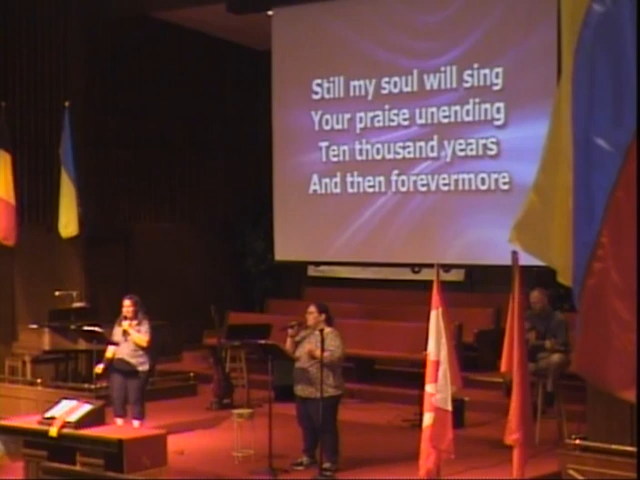 Still my soul will sing
Your praise unending
Ten thousand years
And then forevermore